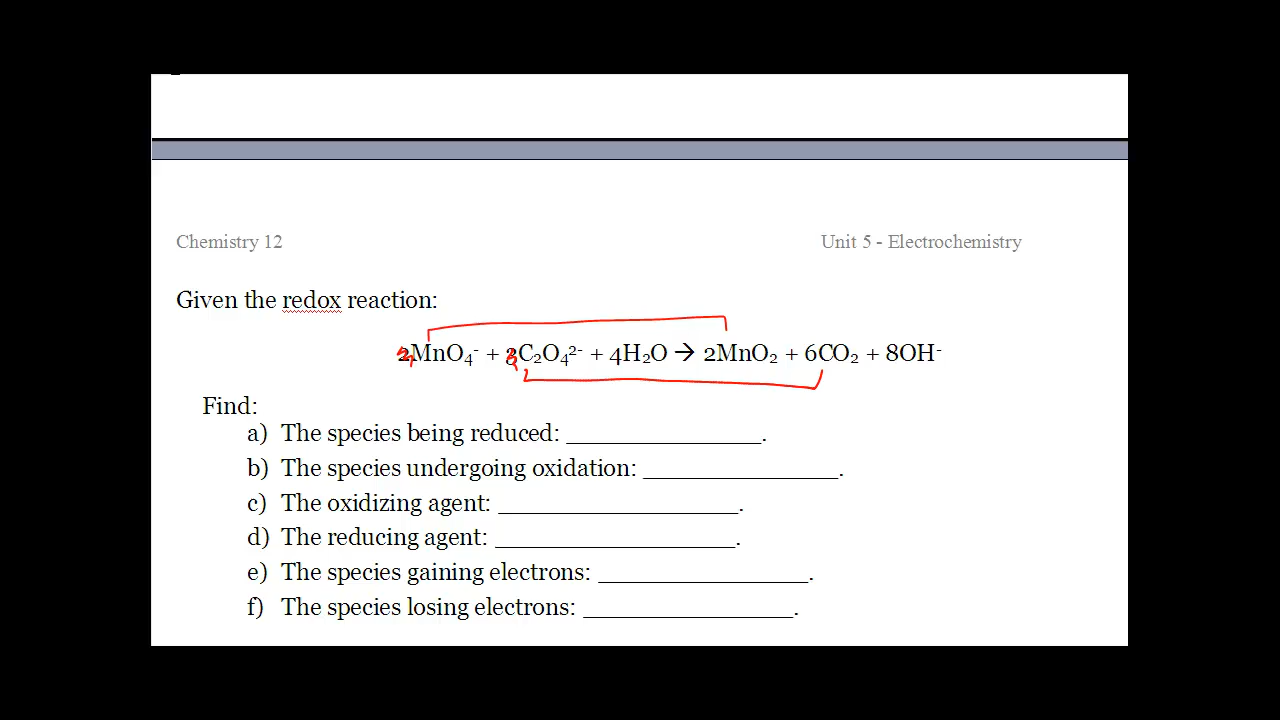 Chemistry 12
Unit 5 - Electrochemistry
Given the redox reaction:
2MnO₄⁻ + 3C₂O₄²⁻ + 4H₂O → 2MnO₂ + 6CO₂ + 8OH⁻
Find:
a) The species being reduced: ________________.
b) The species undergoing oxidation: ________________.
c) The oxidizing agent: ____________________.
d) The reducing agent: ____________________.
e) The species gaining electrons: _________________.
f) The species losing electrons: _________________.